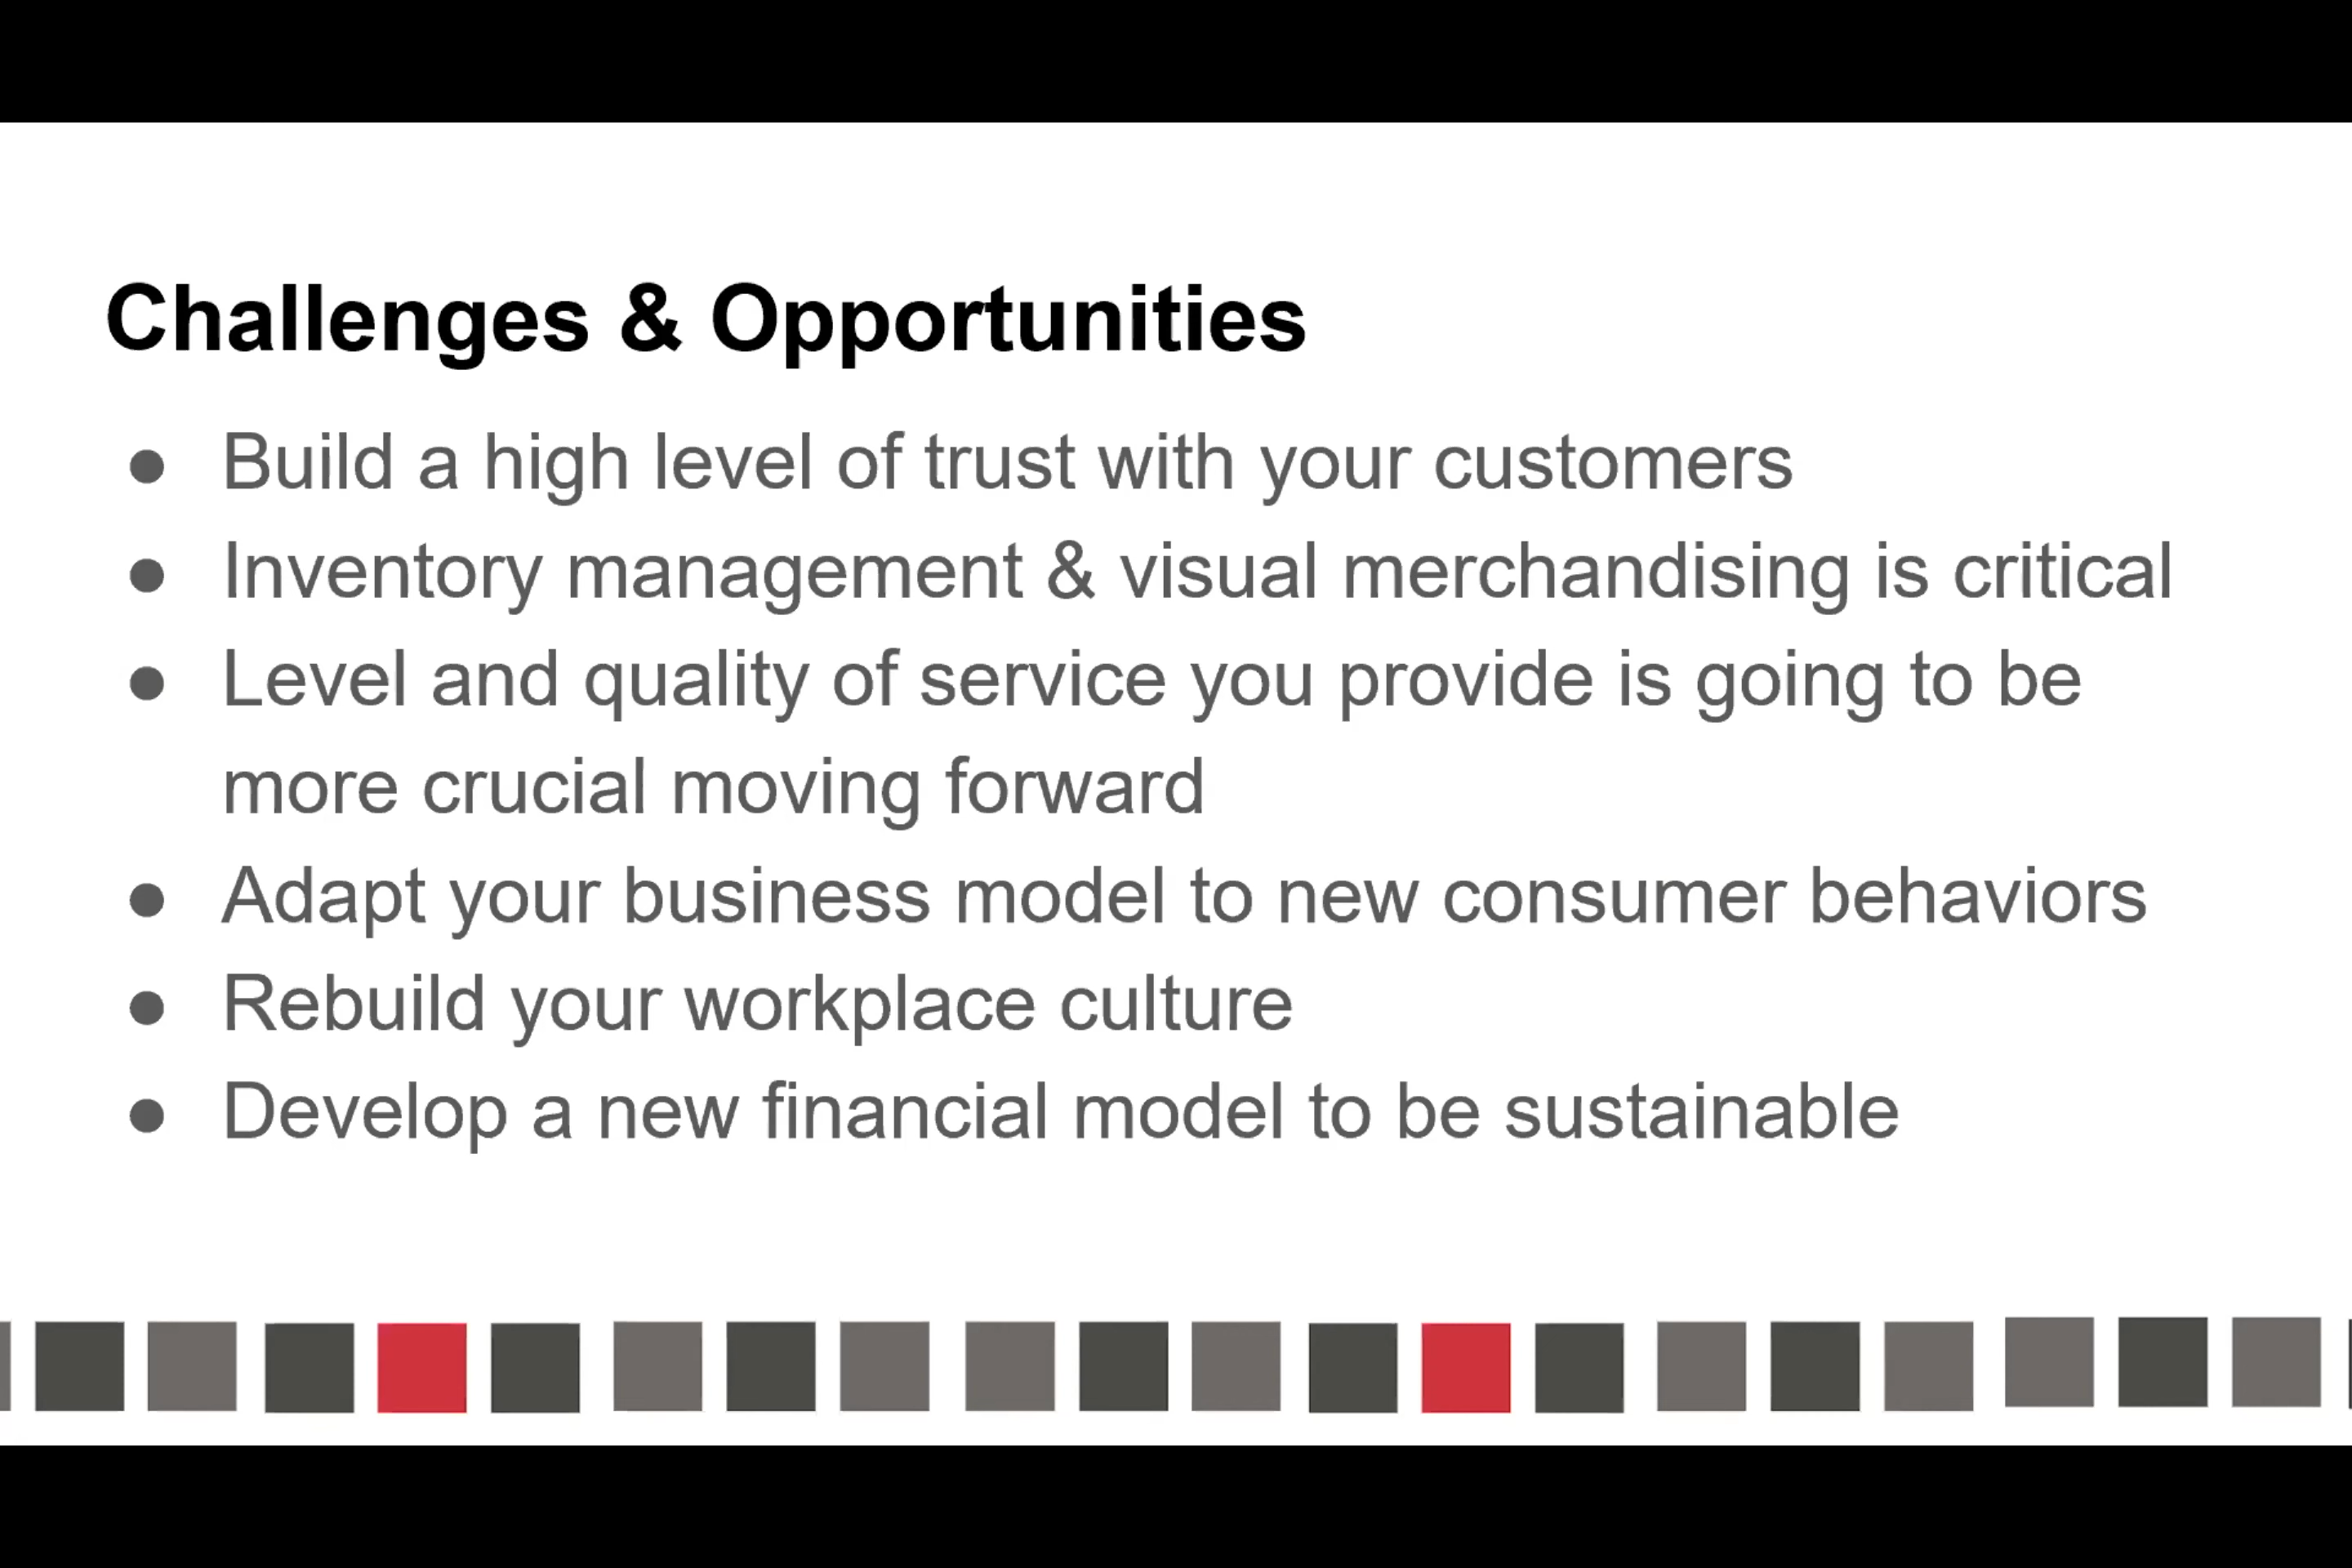 Challenges & Opportunities
● Build a high level of trust with your customers
● Inventory management & visual merchandising is critical
● Level and quality of service you provide is going to be
more crucial moving forward
● Adapt your business model to new consumer behaviors
● Rebuild your workplace culture
● Develop a new financial model to be sustainable